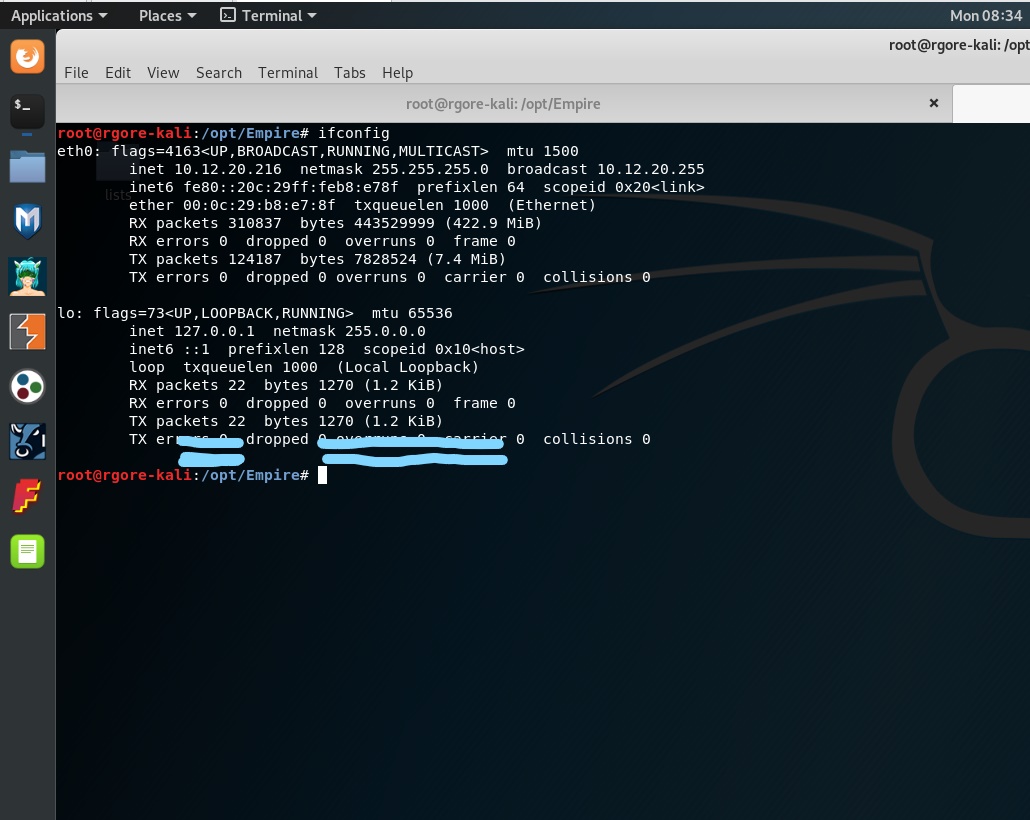 Applications Places Terminal Mon 08:34
root@rgore-kali: /opt
File Edit View Search Terminal Tabs Help
root@rgore-kali: /opt/Empire ×
root@rgore-kali:/opt/Empire# ifconfig
eth0: flags=4163<UP,BROADCAST,RUNNING,MULTICAST>  mtu 1500
        inet 10.12.20.216  netmask 255.255.255.0  broadcast 10.12.20.255
        inet6 fe80::20c:29ff:feb8:e78f  prefixlen 64  scopeid 0x20<link>
lists
        ether 00:0c:29:b8:e7:8f  txqueuelen 1000  (Ethernet)
        RX packets 310837  bytes 443529999 (422.9 MiB)
        RX errors 0  dropped 0  overruns 0  frame 0
        TX packets 124187  bytes 7828524 (7.4 MiB)
        TX errors 0  dropped 0 overruns 0  carrier 0  collisions 0
lo: flags=73<UP,LOOPBACK,RUNNING>  mtu 65536
        inet 127.0.0.1  netmask 255.0.0.0
        inet6 ::1  prefixlen 128  scopeid 0x10<host>
        loop  txqueuelen 1000  (Local Loopback)
        RX packets 22  bytes 1270 (1.2 KiB)
        RX errors 0  dropped 0  overruns 0  frame 0
        TX packets 22  bytes 1270 (1.2 KiB)
        TX dropped 0  collisions 0
root@rgore-kali:/opt/Empire#